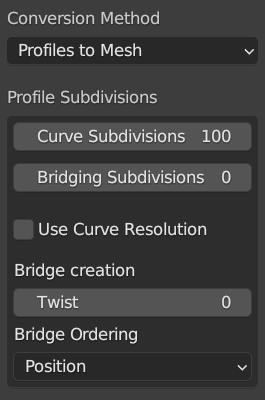 Conversion Method
Profiles to Mesh
Profile Subdivisions
Curve Subdivisions 100
Bridging Subdivisions 0
Use Curve Resolution
Bridge creation
Twist 0
Bridge Ordering
Position